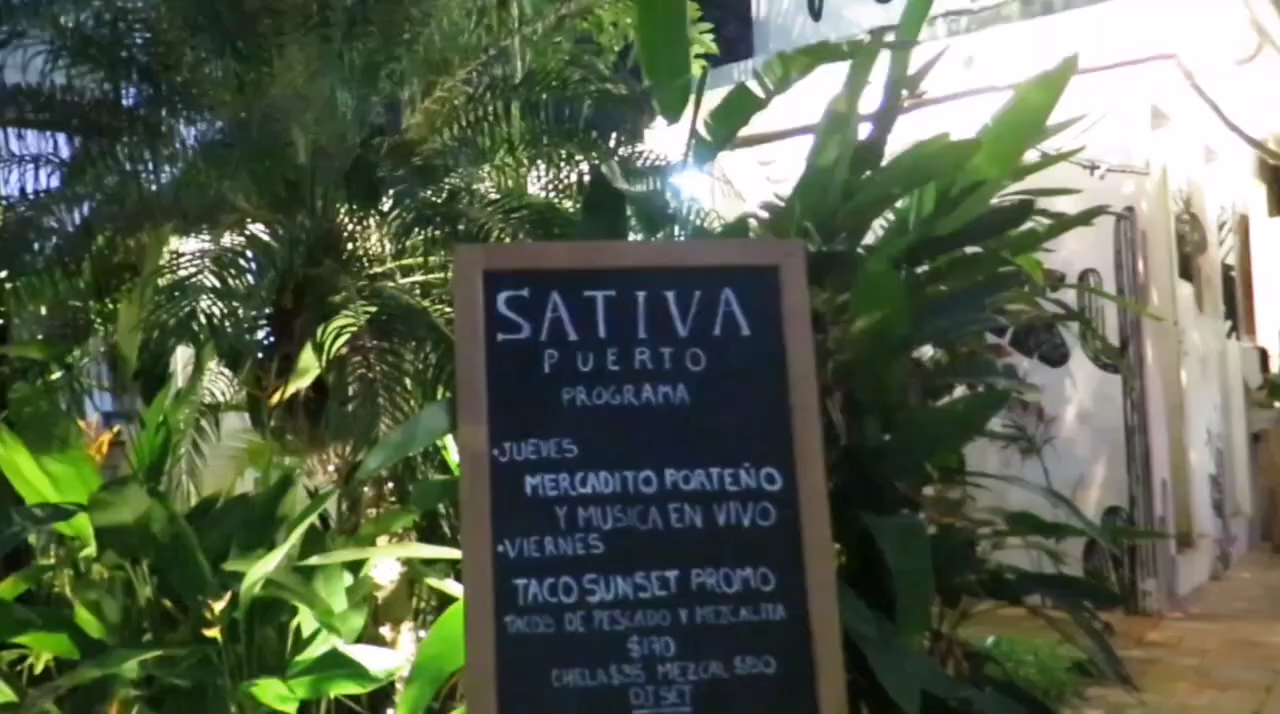 SATIVA
PUERTO
PROGRAMA
•JUEVES
MERCADITO PORTEÑO
Y MUSICA EN VIVO
•VIERNES
TACO SUNSET PROMO
TACOS DE PESCADO Y MEZCALITA
$170
CHELA $35 MEZCAL
DJ SET